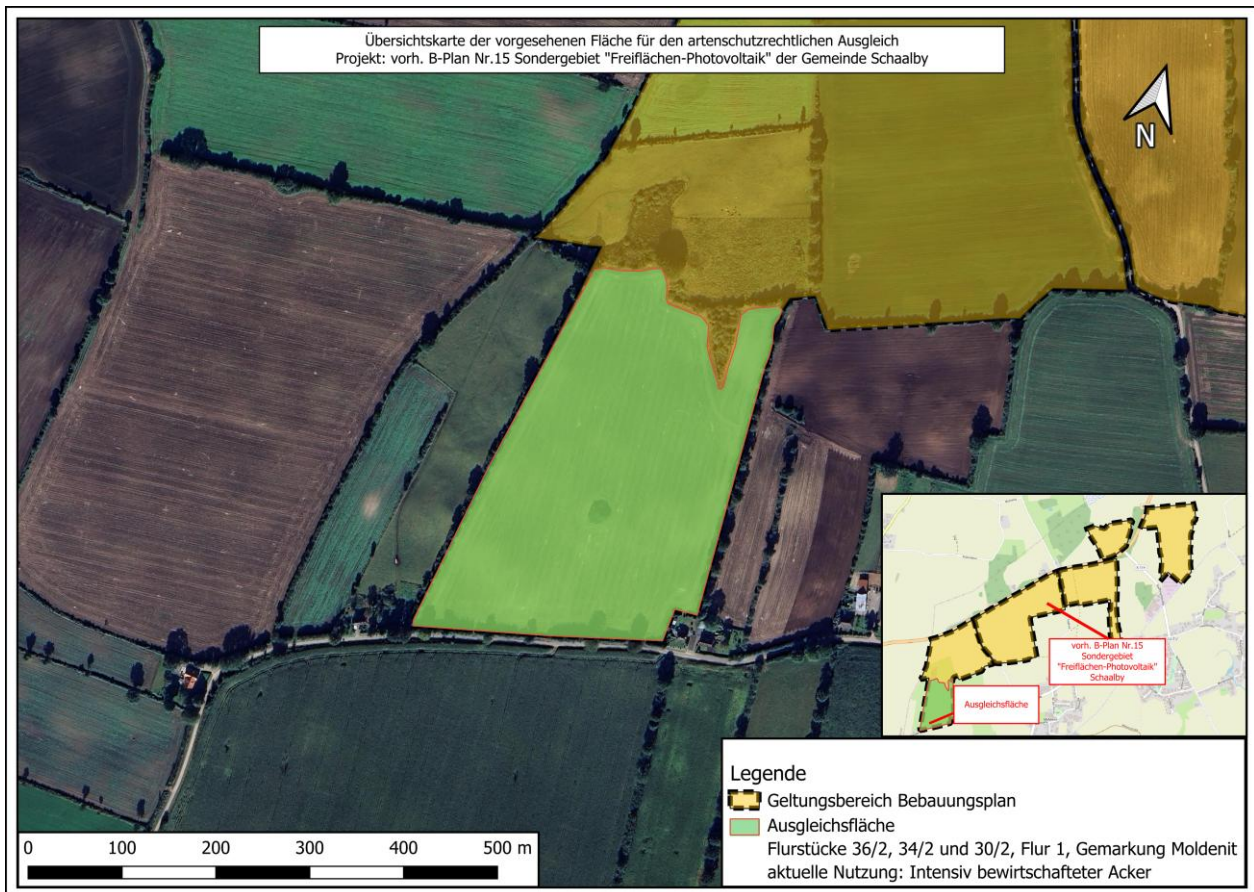 Übersichtskarte der vorgesehenen Fläche für den artenschutzrechtlichen Ausgleich
Projekt: vorh. B-Plan Nr.15 Sondergebiet "Freiflächen-Photovoltaik" der Gemeinde Schaalby
N
vorh. B-Plan Nr.15
Sondergebiet
"Freiflächen-Photovoltaik"
Schaalby
Ausgleichsfläche
Legende
Geltungsbereich Bebauungsplan
Ausgleichsfläche
Flurstücke 36/2, 34/2 und 30/2, Flur 1, Gemarkung Moldenit
aktuelle Nutzung: Intensiv bewirtschafteter Acker
0 100 200 300 400 500 m